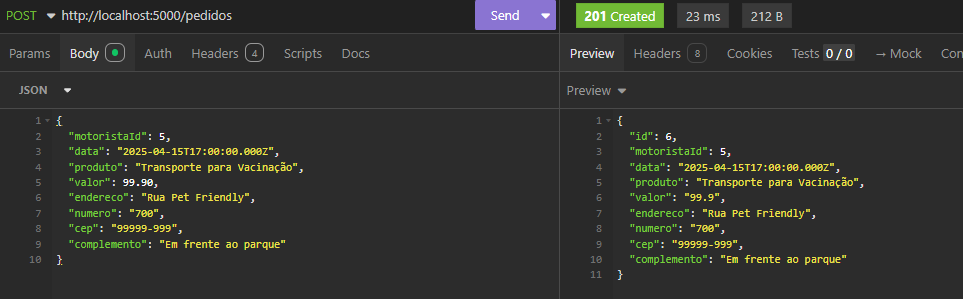 POST http://localhost:5000/pedidos Send
201 Created 23 ms 212 B
Params Body Auth Headers 4 Scripts Docs
Preview Headers 8 Cookies Tests 0 / 0 → Mock Con
JSON
Preview
1 {
2 "motoristaId": 5,
3 "data": "2025-04-15T17:00:00.000Z",
4 "produto": "Transporte para Vacinação",
5 "valor": 99.90,
6 "endereco": "Rua Pet Friendly",
7 "numero": "700",
8 "cep": "99999-999",
9 "complemento": "Em frente ao parque"
10 }
1 {
2 "id": 6,
3 "motoristaId": 5,
4 "data": "2025-04-15T17:00:00.000Z",
5 "produto": "Transporte para Vacinação",
6 "valor": "99.9",
7 "endereco": "Rua Pet Friendly",
8 "numero": "700",
9 "cep": "99999-999",
10 "complemento": "Em frente ao parque"
11 }